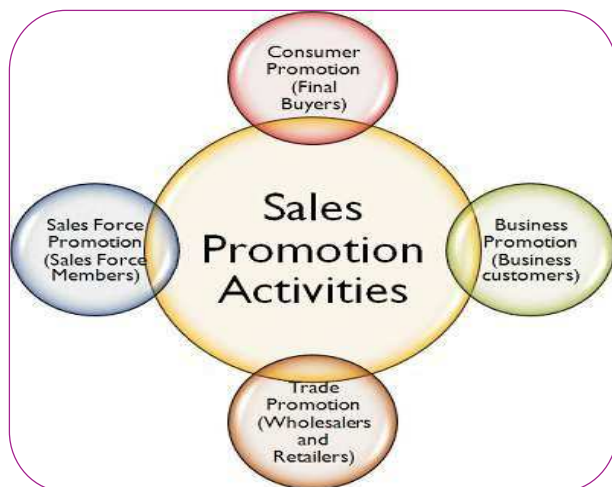 Consumer
Promotion
(Final
Buyers)
Sales
Promotion
Activities
Sales Force
Promotion
(Sales Force
Members)
Business
Promotion
(Business
customers)
Trade
Promotion
(Wholesalers
and
Retailers)